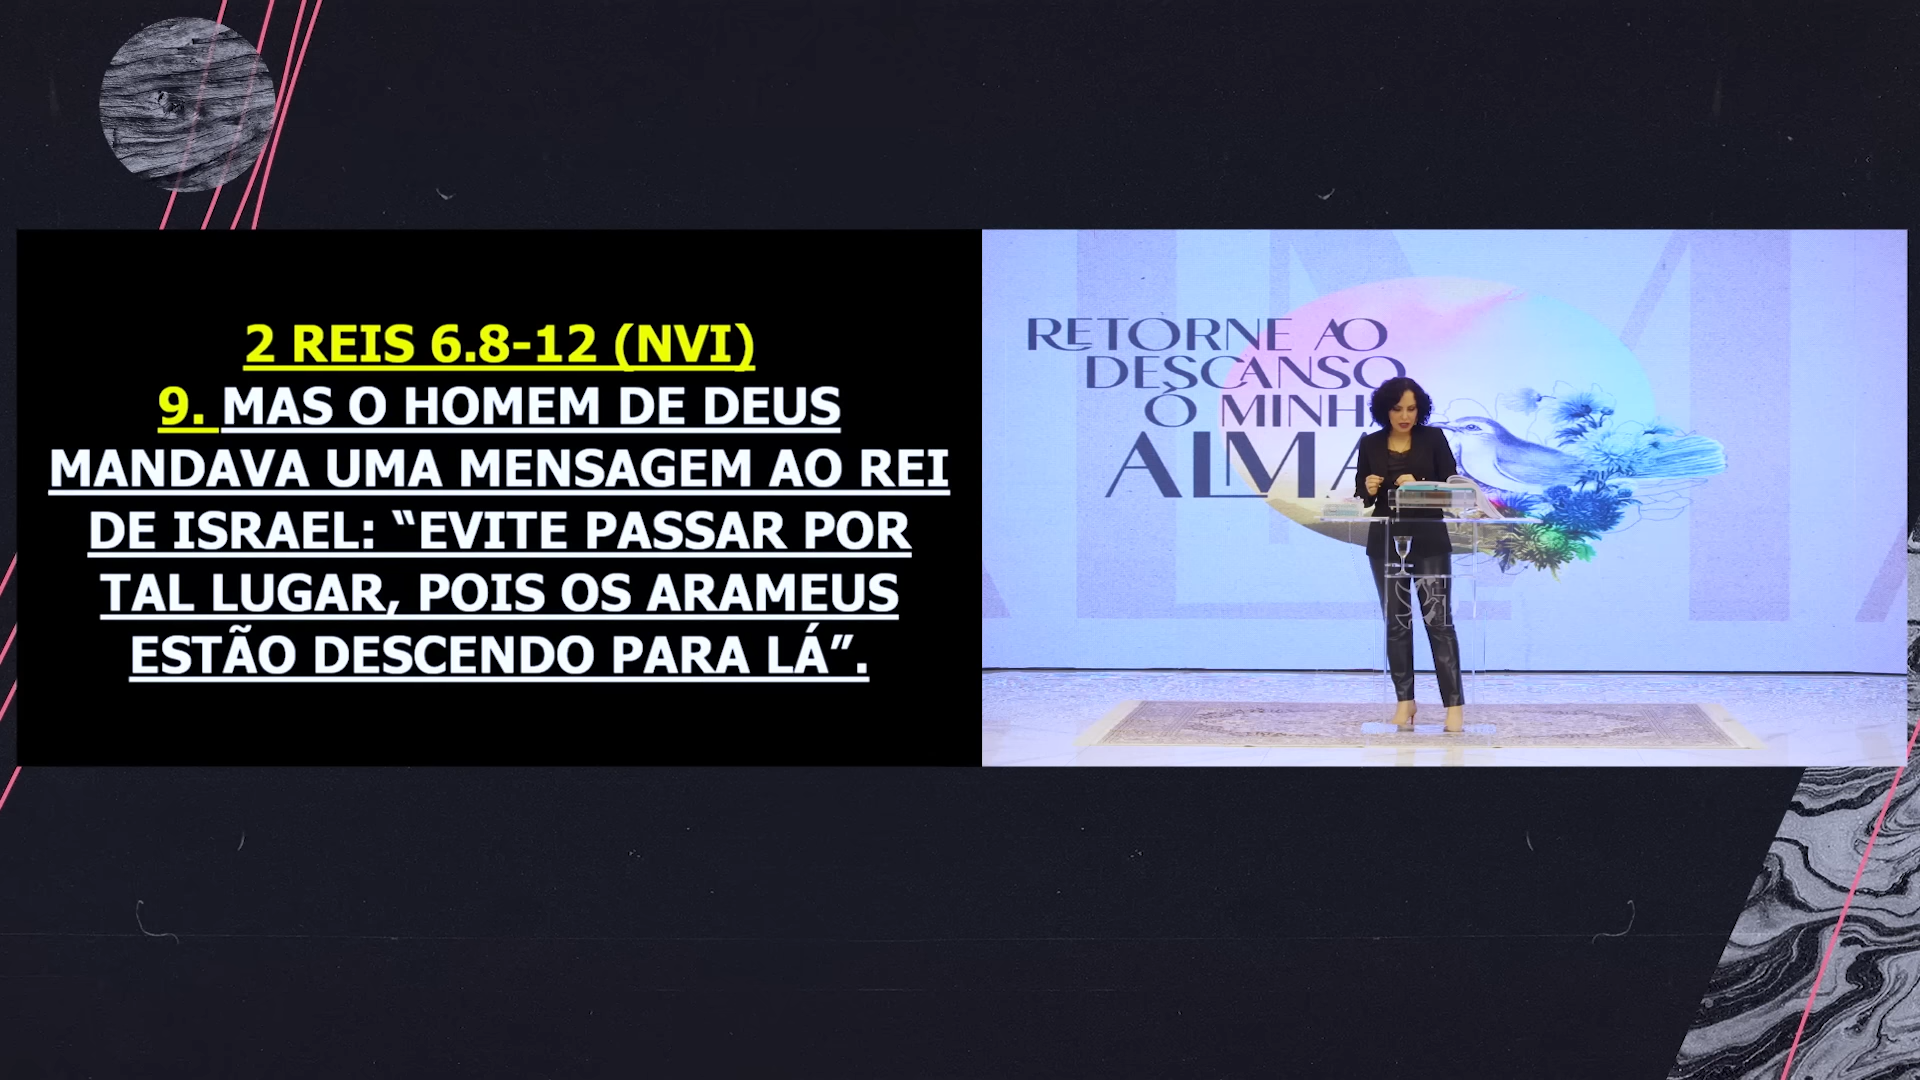 2 REIS 6.8-12 (NVI)
9. MAS O HOMEM DE DEUS
MANDAVA UMA MENSAGEM AO REI
DE ISRAEL: “EVITE PASSAR POR
TAL LUGAR, POIS OS ARAMEUS
ESTÃO DESCENDO PARA LÁ”.
RETORNE AO
DESCANSO
Ó MINHA
ALMA